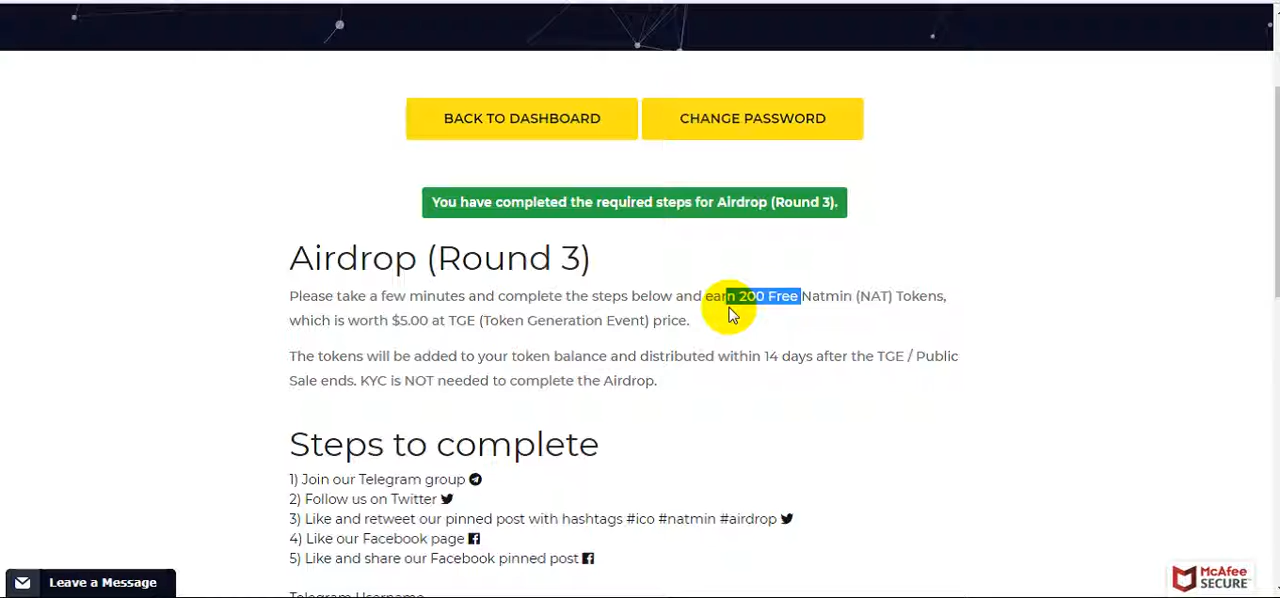 BACK TO DASHBOARD
CHANGE PASSWORD
You have completed the required steps for Airdrop (Round 3).
Airdrop (Round 3)
Please take a few minutes and complete the steps below and earn 200 Free Natmin (NAT) Tokens,
which is worth $5.00 at TGE (Token Generation Event) price.
The tokens will be added to your token balance and distributed within 14 days after the TGE / Public
Sale ends. KYC is NOT needed to complete the Airdrop.
Steps to complete
1) Join our Telegram group
2) Follow us on Twitter
3) Like and retweet our pinned post with hashtags #ico #natmin #airdrop
4) Like our Facebook page
5) Like and share our Facebook pinned post
Telegram Username
Leave a Message
McAfee
SECURE